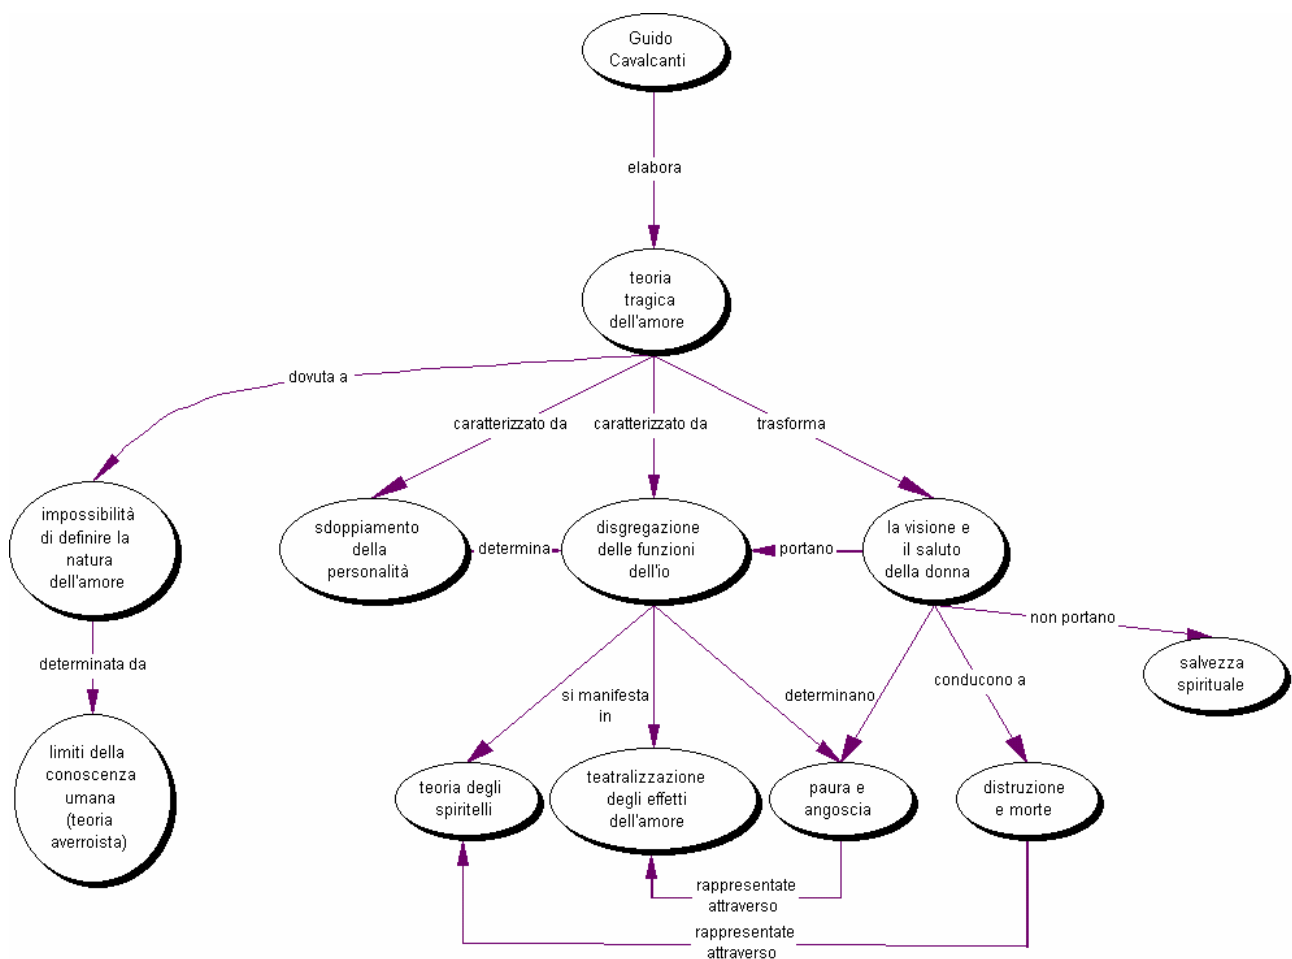 Guido
Cavalcanti
elabora
teoria
tragica
dell'amore
dovuta a
caratterizzato da
caratterizzato da
trasforma
impossibilità
di definire la
natura
dell'amore
sdoppiamento
della
personalità
determina
disgregazione
delle funzioni
dell'io
portano
la visione e
il saluto
della donna
non portano
salvezza
spirituale
determinata da
si manifesta
in
determinano
conducono a
limiti della
conoscenza
umana
(teoria
averroista)
teoria degli
spiritelli
teatralizzazione
degli effetti
dell'amore
paura e
angoscia
distruzione
e morte
rappresentate
attraverso
rappresentate
attraverso